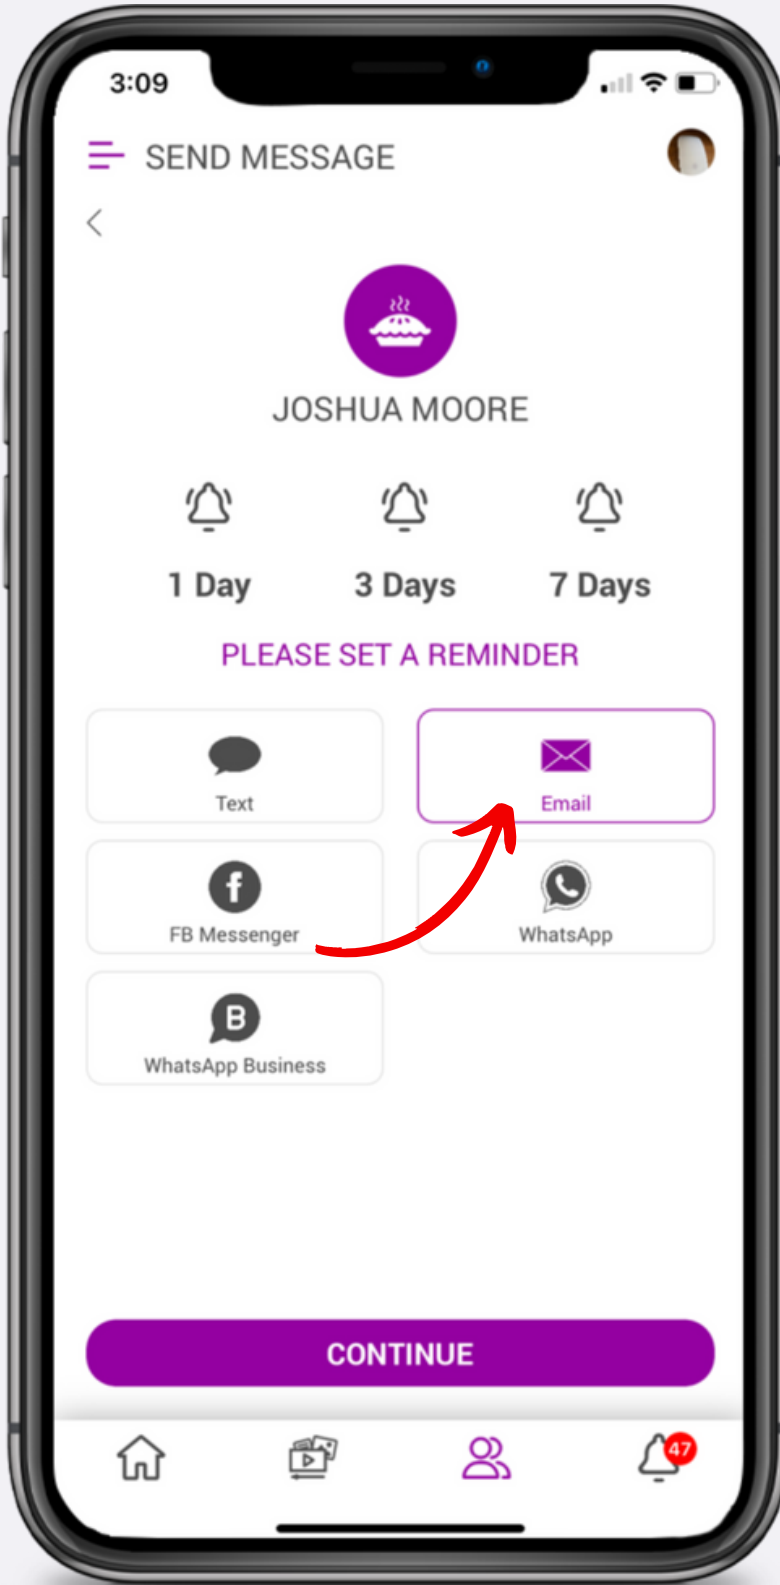 3:09
SEND MESSAGE
JOSHUA MOORE
1 Day 3 Days 7 Days
PLEASE SET A REMINDER
Text Email
FB Messenger WhatsApp
WhatsApp Business
CONTINUE
47